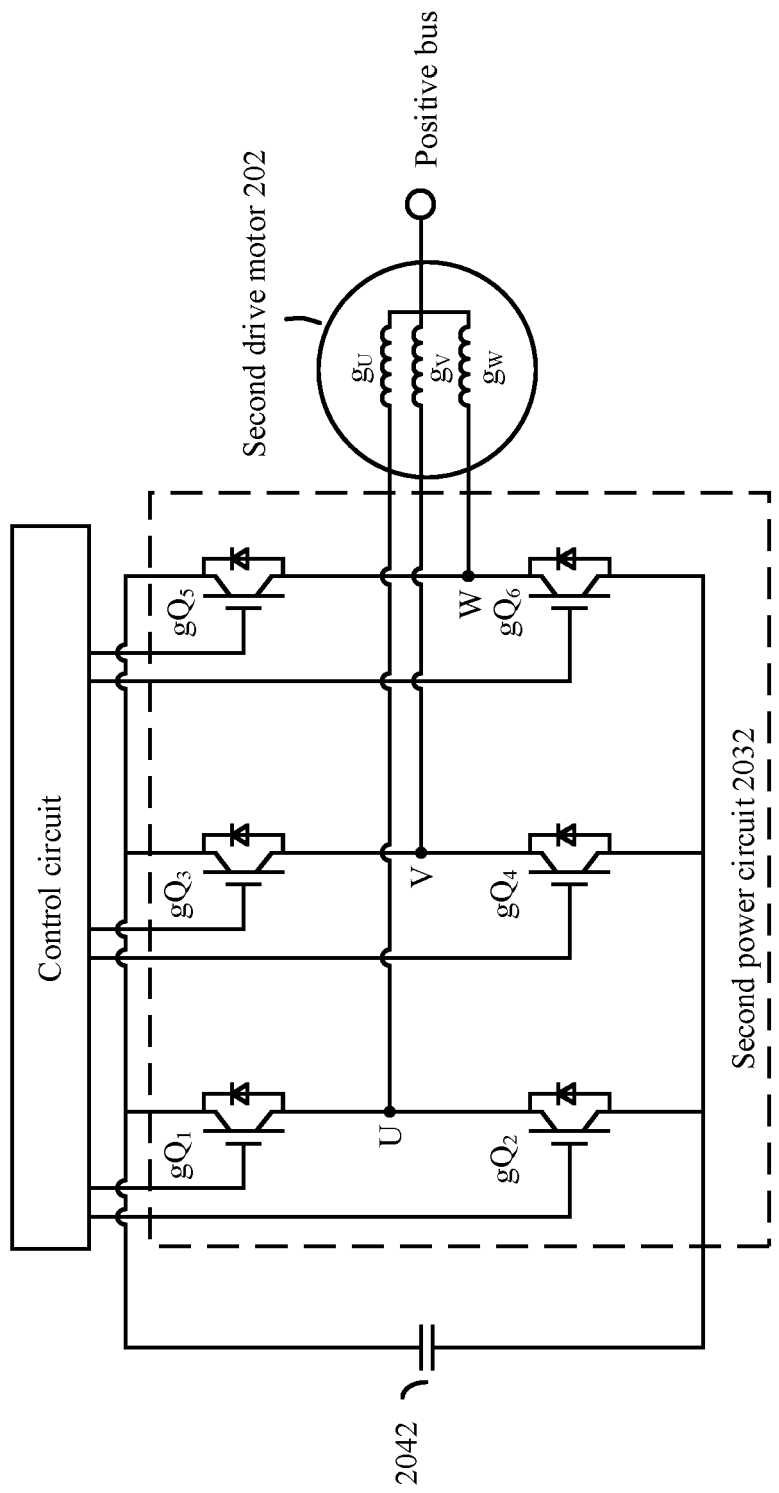 Control circuit
gQ₁
gQ₃
gQ₅
Second drive motor 202
2042
U
V
W
gU
gV
gW
Positive bus
gQ₂
gQ₄
gQ₆
Second power circuit 2032